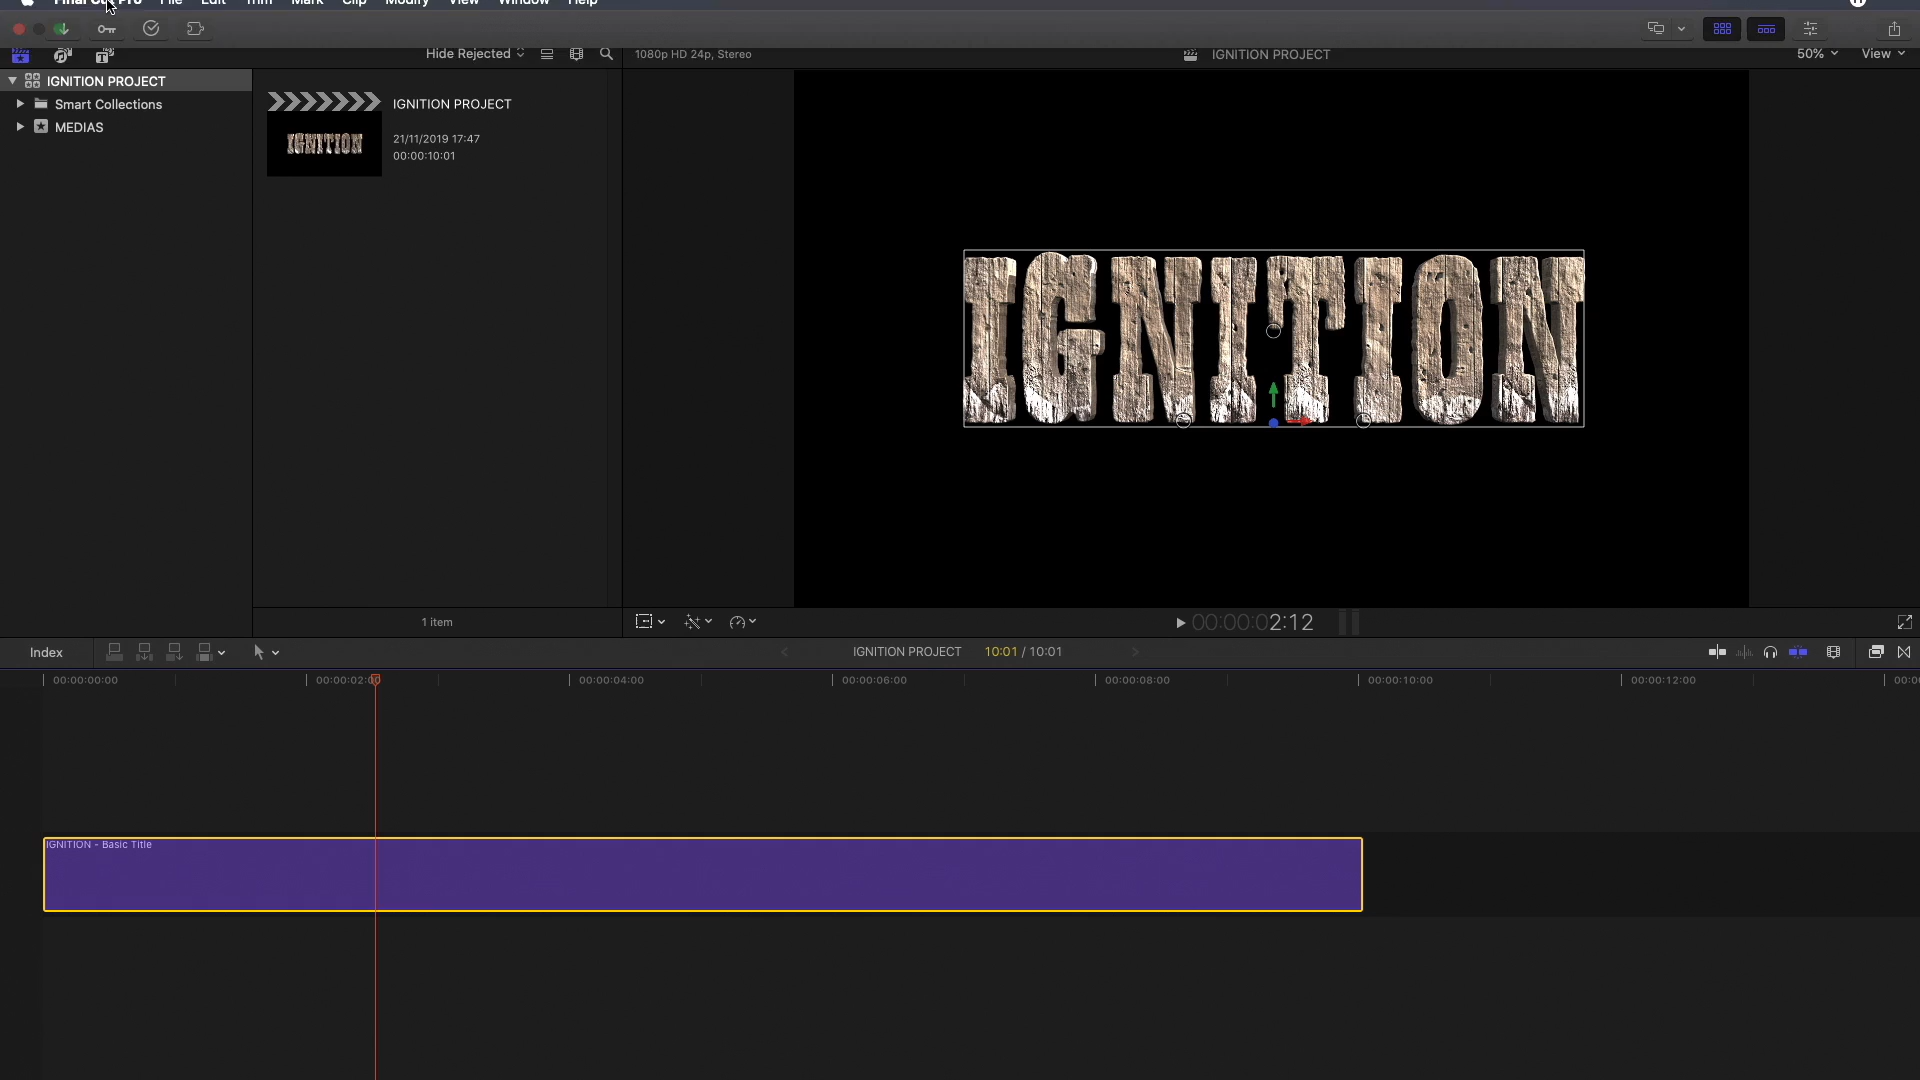 Final Cut Pro File Edit Trim Mark Clip Modify View Window Help
Hide Rejected
1080p HD 24p, Stereo
IGNITION PROJECT
50%
View
IGNITION PROJECT
Smart Collections
MEDIAS
IGNITION PROJECT
IGNITION
21/11/2019 17:47
00:00:10:01
IGNITION
1 item
00:00:02:12
Index
IGNITION PROJECT
10:01 / 10:01
00:00:00:00 00:00:02:00 00:00:04:00 00:00:06:00 00:00:08:00 00:00:10:00 00:00:12:00
IGNITION - Basic Title